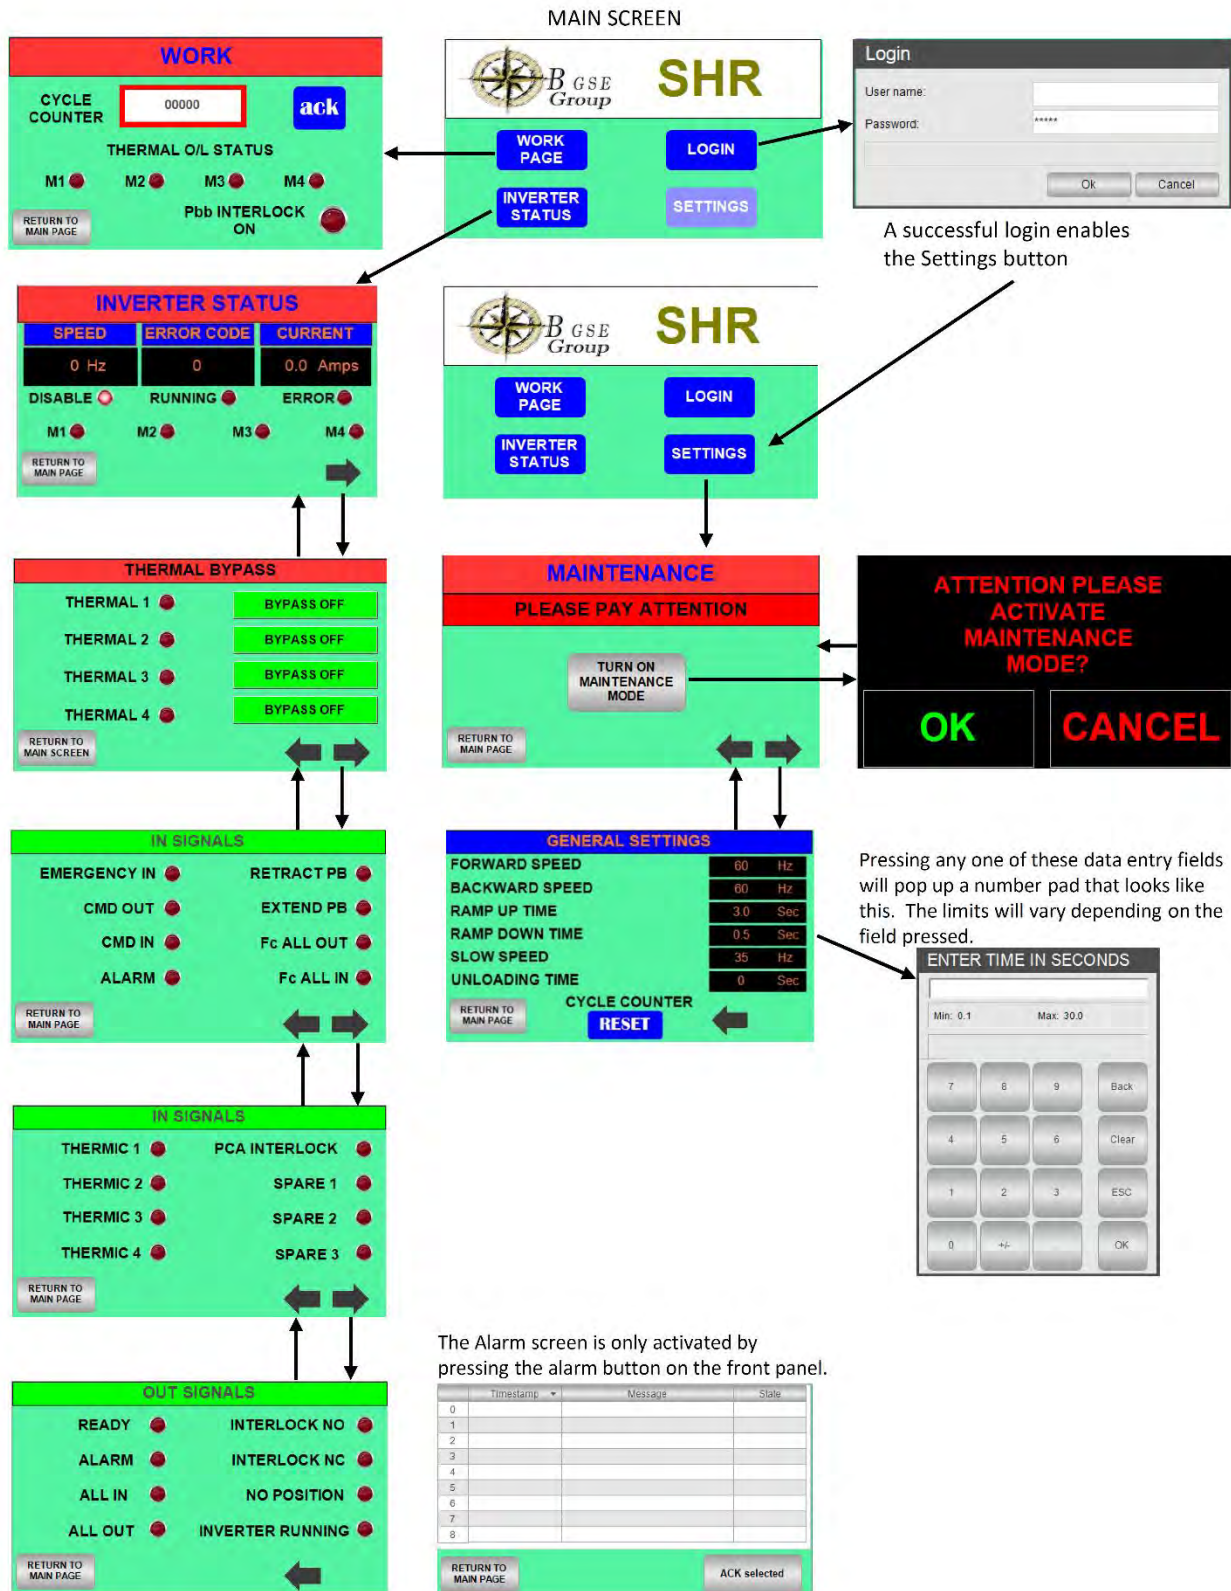 MAIN SCREEN
WORK
CYCLE
COUNTER
00000
ack
THERMAL O/L STATUS
M1
M2
M3
M4
Pbb INTERLOCK
ON
RETURN TO
MAIN PAGE
B GSE
Group
SHR
WORK
PAGE
LOGIN
INVERTER
STATUS
SETTINGS
Login
User name:
Password:
*****
Ok
Cancel
A successful login enables
the Settings button
INVERTER STATUS
SPEED
ERROR CODE
CURRENT
0 Hz
0
0.0 Amps
DISABLE
RUNNING
ERROR
M1
M2
M3
M4
RETURN TO
MAIN PAGE
B GSE
Group
SHR
WORK
PAGE
LOGIN
INVERTER
STATUS
SETTINGS
THERMAL BYPASS
THERMAL 1
BYPASS OFF
THERMAL 2
BYPASS OFF
THERMAL 3
BYPASS OFF
THERMAL 4
BYPASS OFF
RETURN TO
MAIN SCREEN
MAINTENANCE
PLEASE PAY ATTENTION
TURN ON
MAINTENANCE
MODE
RETURN TO
MAIN PAGE
ATTENTION PLEASE
ACTIVATE
MAINTENANCE
MODE?
OK
CANCEL
IN SIGNALS
EMERGENCY IN
RETRACT PB
CMD OUT
EXTEND PB
CMD IN
Fc ALL OUT
ALARM
Fc ALL IN
RETURN TO
MAIN PAGE
GENERAL SETTINGS
FORWARD SPEED 60 Hz
BACKWARD SPEED 60 Hz
RAMP UP TIME 3.0 Sec
RAMP DOWN TIME 0.5 Sec
SLOW SPEED 35 Hz
UNLOADING TIME 0 Sec
CYCLE COUNTER
RESET
RETURN TO
MAIN PAGE
Pressing any one of these data entry fields
will pop up a number pad that looks like
this. The limits will vary depending on the
field pressed.
ENTER TIME IN SECONDS
Min: 0.1
Max: 30.0
7 8 9 Back
4 5 6 Clear
1 2 3 ESC
0 +/- OK
IN SIGNALS
THERMIC 1
PCA INTERLOCK
THERMIC 2
SPARE 1
THERMIC 3
SPARE 2
THERMIC 4
SPARE 3
RETURN TO
MAIN PAGE
OUT SIGNALS
READY
INTERLOCK NO
ALARM
INTERLOCK NC
ALL IN
NO POSITION
ALL OUT
INVERTER RUNNING
RETURN TO
MAIN PAGE
The Alarm screen is only activated by
pressing the alarm button on the front panel.
Timestamp Message State
0
1
2
3
4
5
6
7
8
RETURN TO
MAIN PAGE
ACK selected